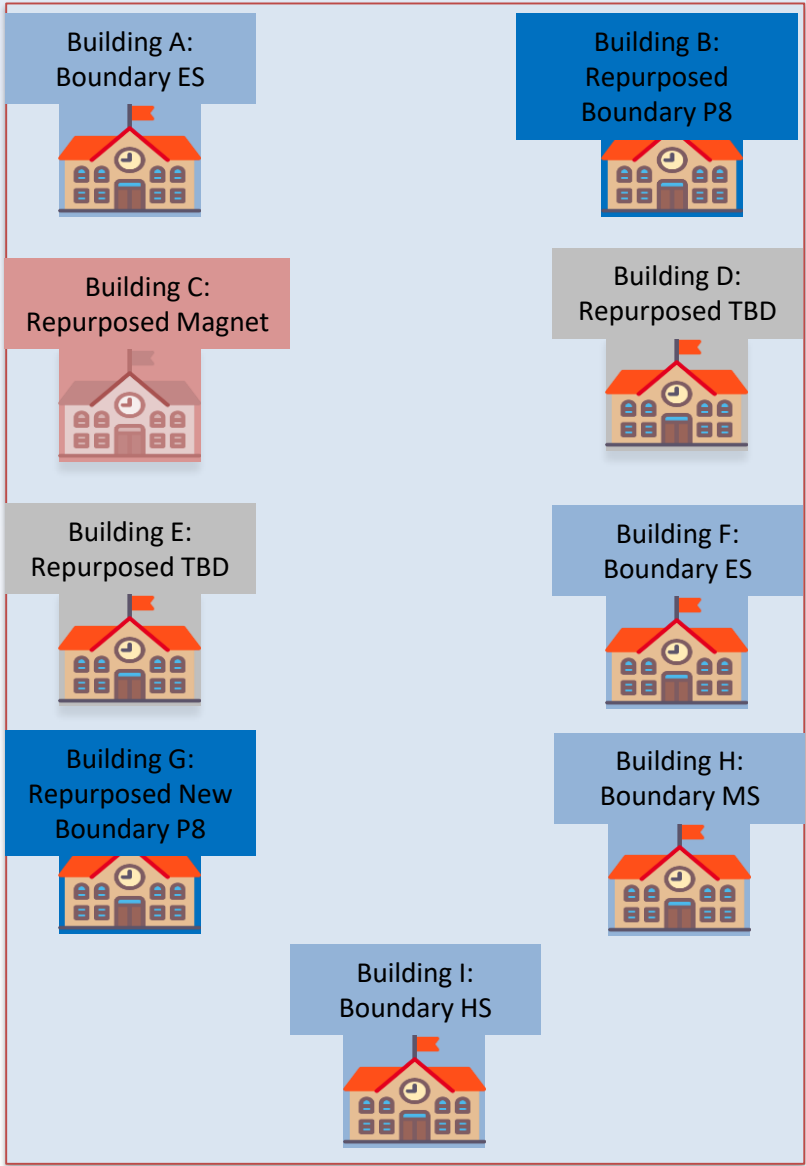 Building A:
Boundary ES
Building B:
Repurposed
Boundary P8
Building C:
Repurposed Magnet
Building D:
Repurposed TBD
Building E:
Repurposed TBD
Building F:
Boundary ES
Building G:
Repurposed New
Boundary P8
Building H:
Boundary MS
Building I:
Boundary HS